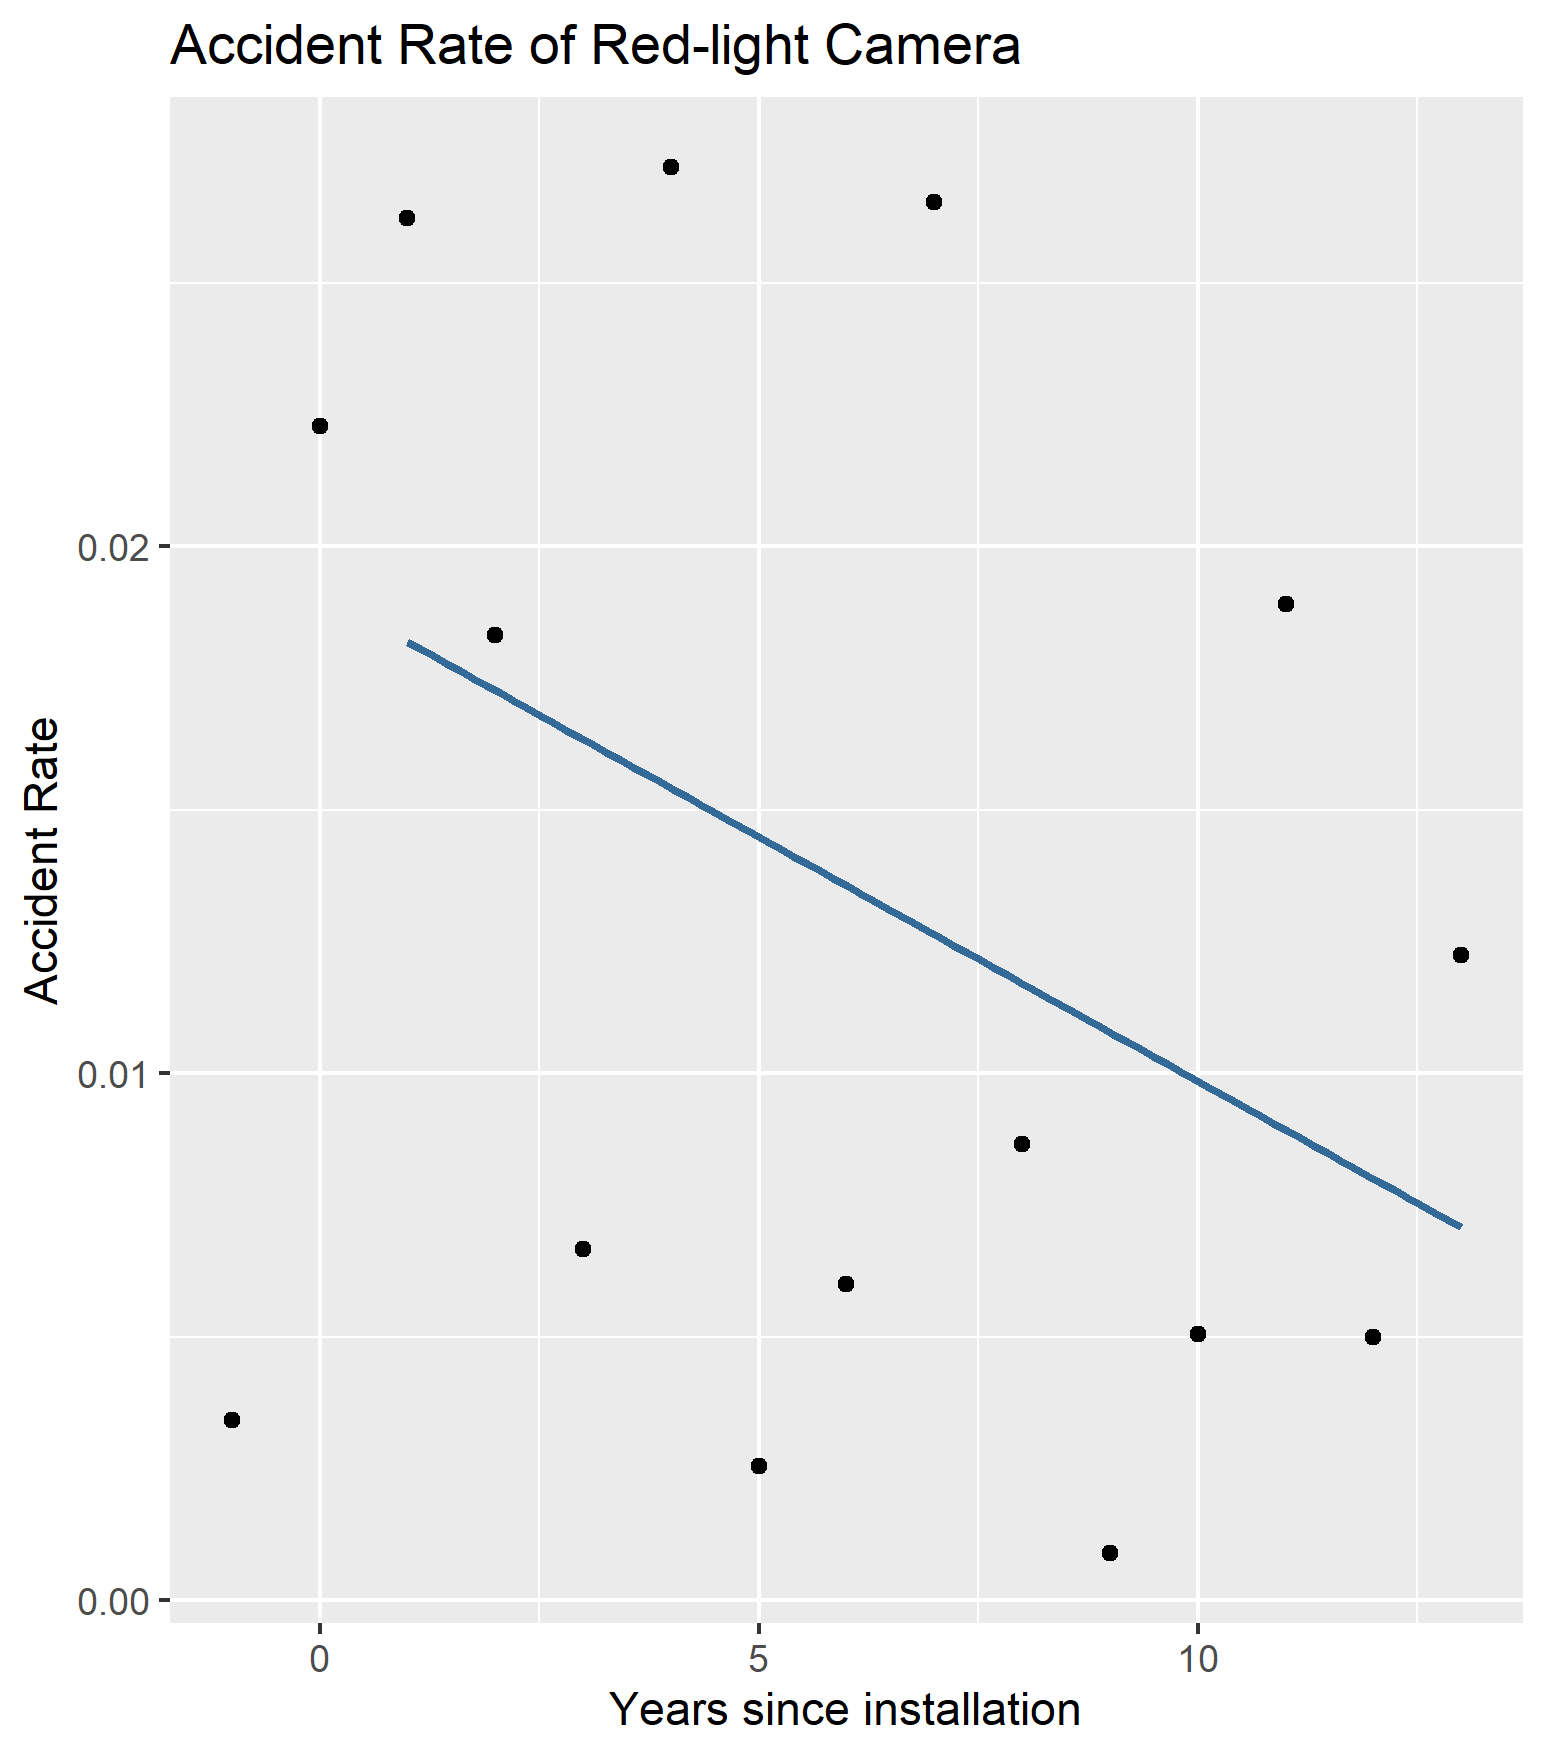 Accident Rate of Red-light Camera
0.02
0.01
0.00
Accident Rate
0 5 10
Years since installation